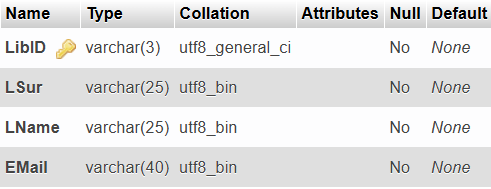 Name Type Collation Attributes Null Default
LibID varchar(3) utf8_general_ci No None
LSur varchar(25) utf8_bin No None
LName varchar(25) utf8_bin No None
EMail varchar(40) utf8_bin No None